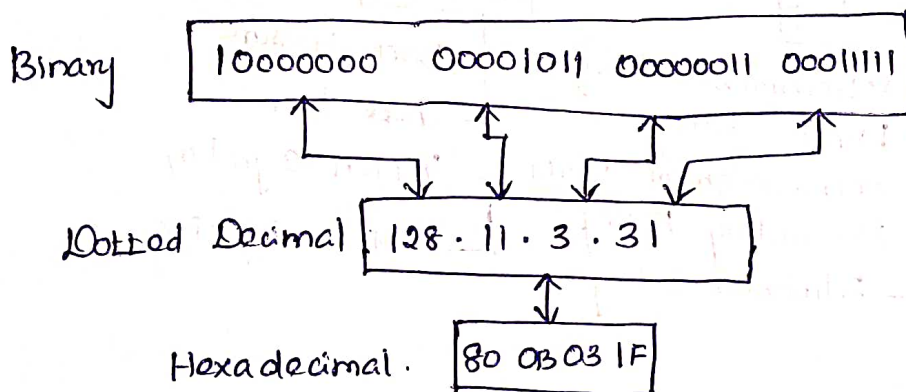 Binary 10000000 00001011 00000011 00011111
Dotted Decimal 128 . 11 . 3 . 31
Hexadecimal. 80 0B 03 1F